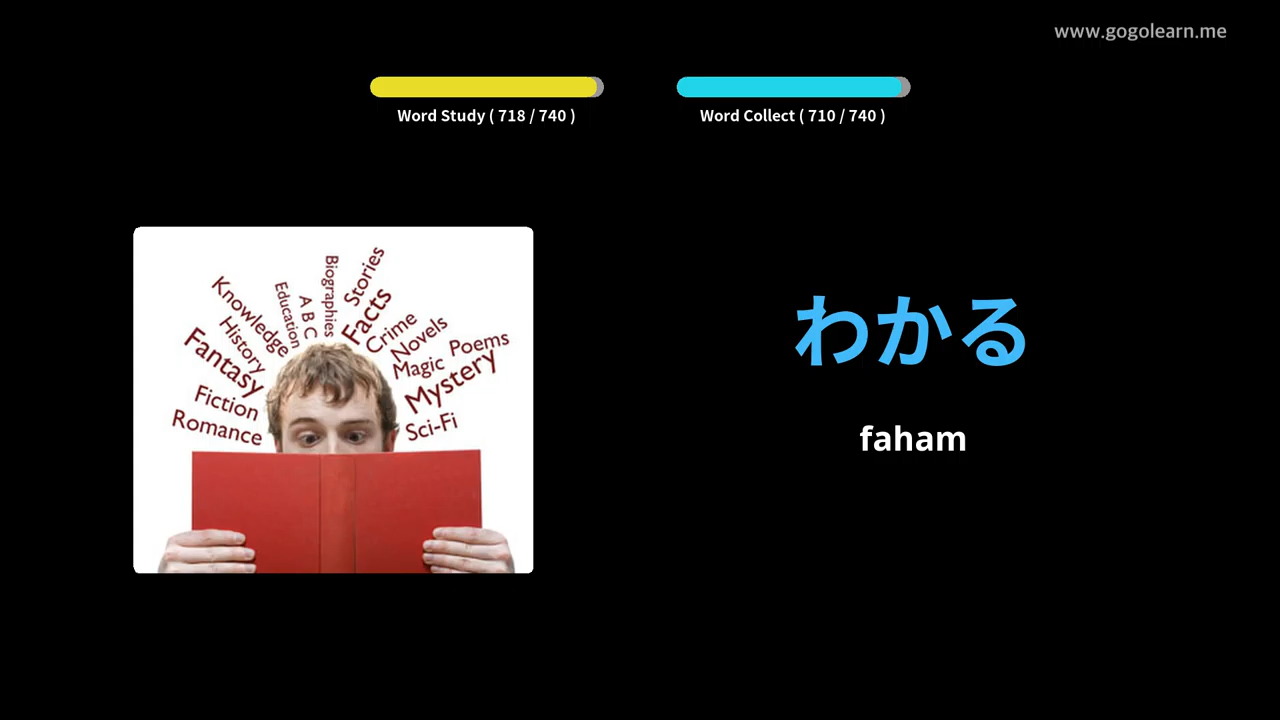 www.gogolearn.me
Word Study ( 718 / 740 )
Word Collect ( 710 / 740 )
Romance
Fiction
Fantasy
History
Knowledge
Education
A B C
Biographies
Stories
Facts
Crime
Novels
Magic
Poems
Mystery
Sci-Fi
わかる
faham